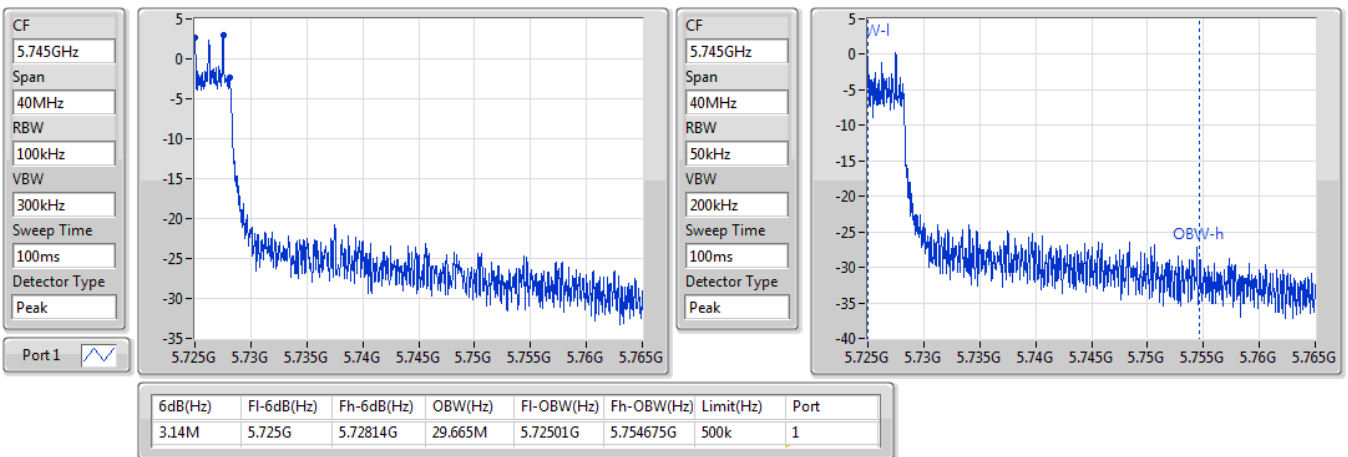 CF
5.745GHz
Span
40MHz
RBW
100kHz
VBW
300kHz
Sweep Time
100ms
Detector Type
Peak
Port 1
5
0
-5
-10
-15
-20
-25
-30
-35
5.725G 5.73G 5.735G 5.74G 5.745G 5.75G 5.755G 5.76G 5.765G
CF
5.745GHz
Span
40MHz
RBW
50kHz
VBW
200kHz
Sweep Time
100ms
Detector Type
Peak
5
0
-5
-10
-15
-20
-25
-30
-35
-40
W-l
OBW-h
5.725G 5.73G 5.735G 5.74G 5.745G 5.75G 5.755G 5.76G 5.765G
6dB(Hz) Fl-6dB(Hz) Fh-6dB(Hz) OBW(Hz) Fl-OBW(Hz) Fh-OBW(Hz) Limit(Hz) Port
3.14M 5.725G 5.72814G 29.665M 5.72501G 5.754675G 500k 1